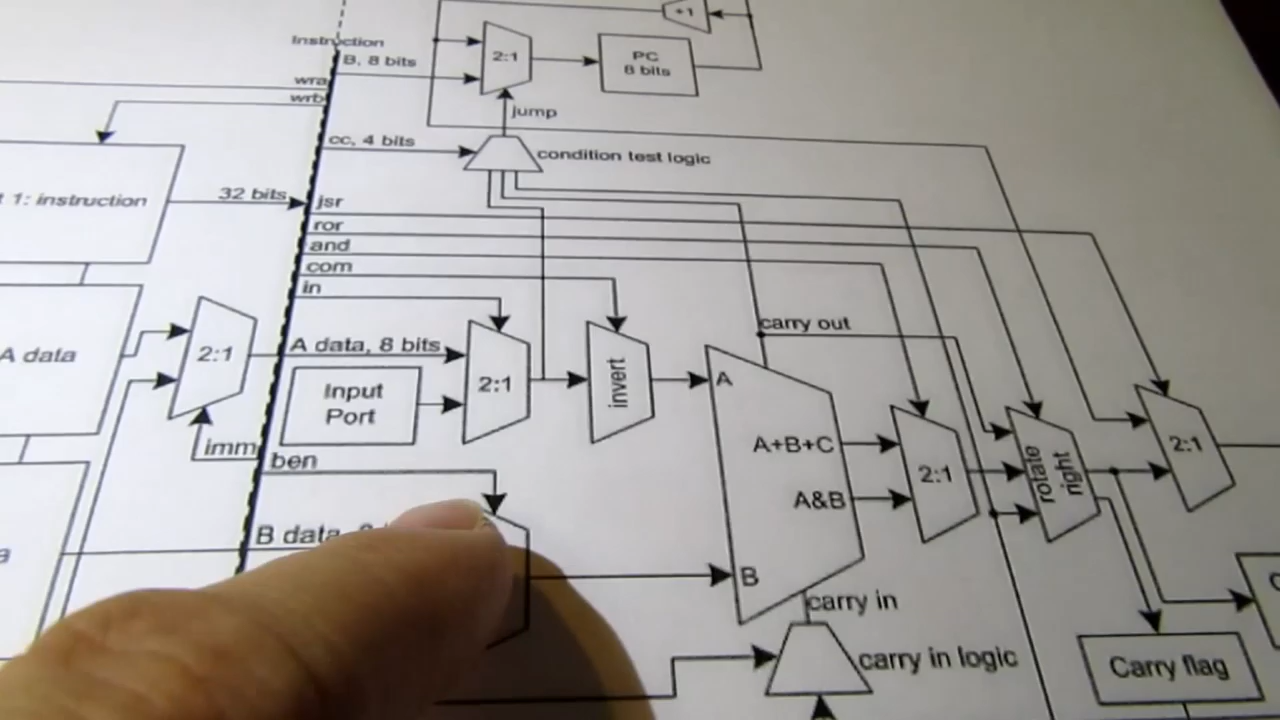 +1
Instruction
B, 8 bits
2:1
PC
8 bits
wra
wrb
jump
cc, 4 bits
condition test logic
t 1: instruction
32 bits
jsr
ror
and
com
in
carry out
A data
2:1
A data, 8 bits
Input
Port
2:1
invert
A
A+B+C
A&B
B
2:1
rotate
right
2:1
imm
ben
B data,
a
carry in
carry in logic
Carry flag